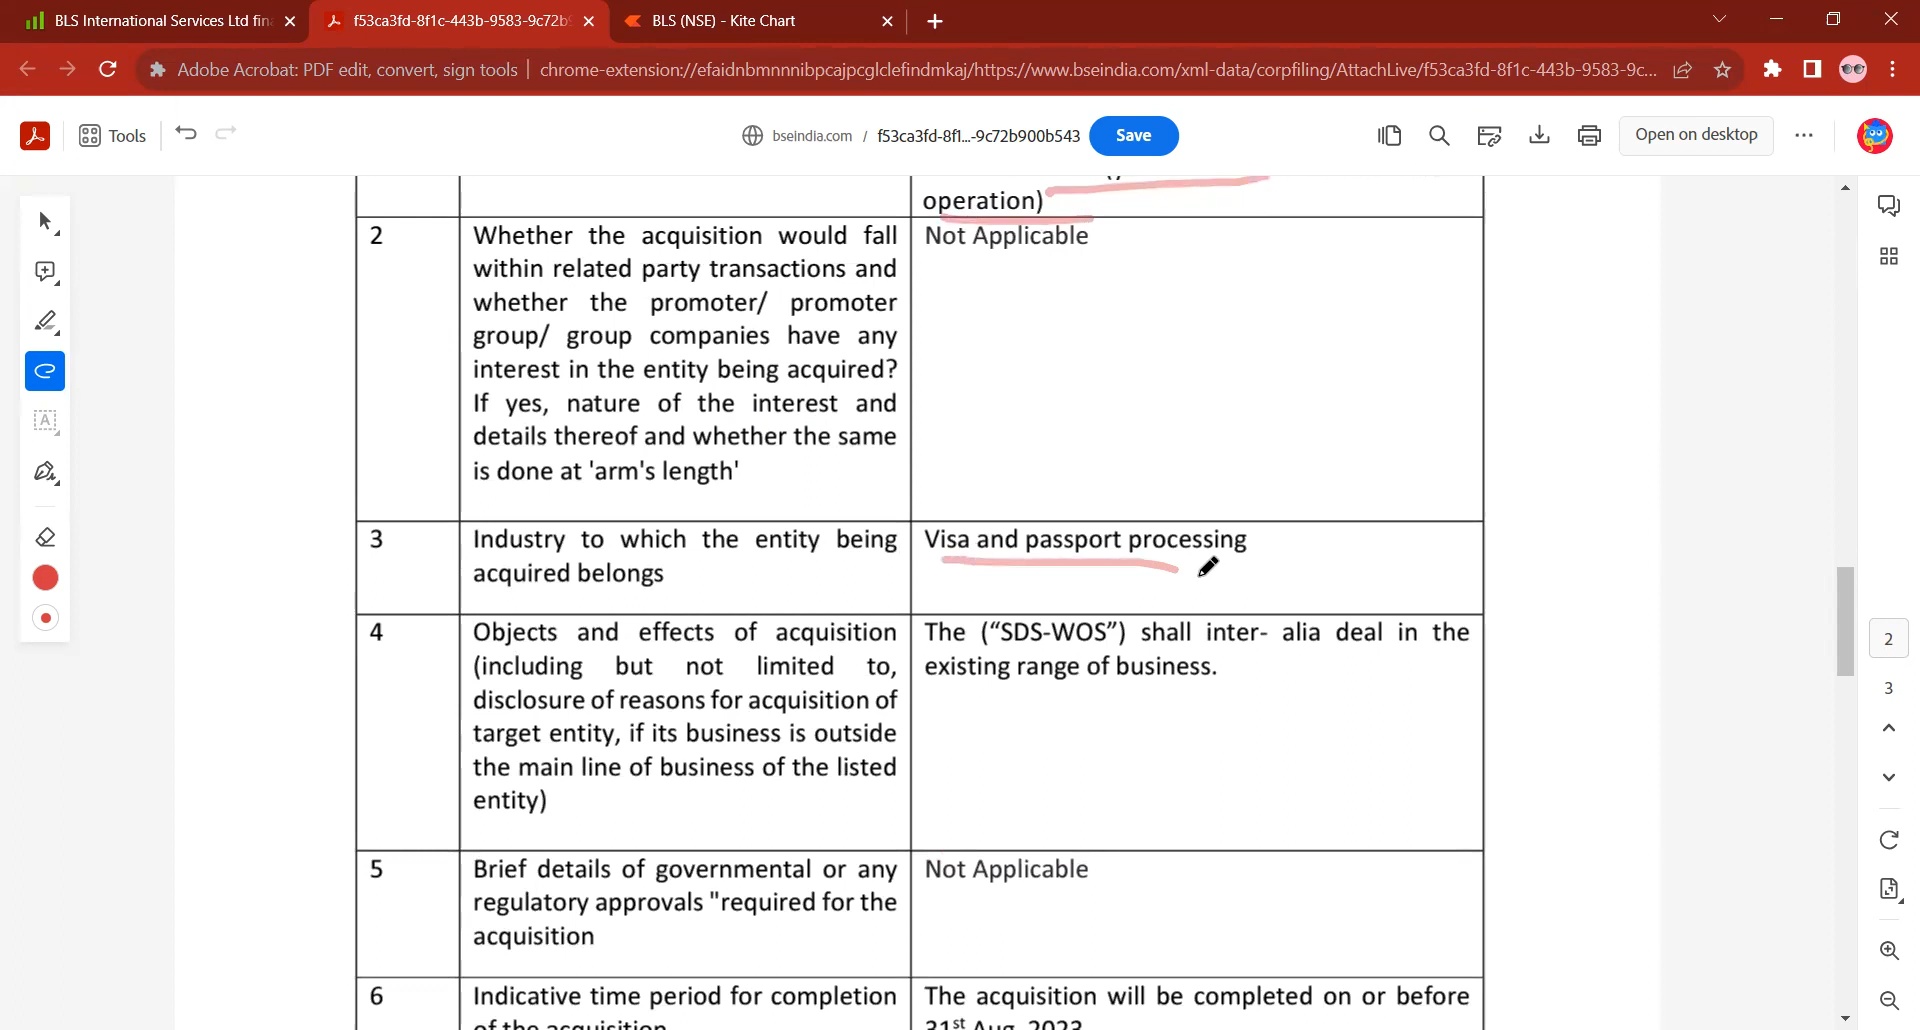 BLS International Services Ltd fin
f53ca3fd-8f1c-443b-9583-9c72b
BLS (NSE) - Kite Chart
Adobe Acrobat: PDF edit, convert, sign tools
chrome-extension://efaidnbmnnnibpcajpcglclefindmkaj/https://www.bseindia.com/xml-data/corpfiling/AttachLive/f53ca3fd-8f1c-443b-9583-9c...
Tools
bseindia.com / f53ca3fd-8f1...-9c72b900b543
Save
Open on desktop
operation)
2
Whether the acquisition would fall
within related party transactions and
whether the promoter/ promoter
group/ group companies have any
interest in the entity being acquired?
If yes, nature of the interest and
details thereof and whether the same
is done at 'arm's length'
Not Applicable
3
Industry to which the entity being
acquired belongs
Visa and passport processing
4
Objects and effects of acquisition
(including but not limited to,
disclosure of reasons for acquisition of
target entity, if its business is outside
the main line of business of the listed
entity)
The (“SDS-WOS”) shall inter- alia deal in the
existing range of business.
5
Brief details of governmental or any
regulatory approvals "required for the
acquisition
Not Applicable
6
Indicative time period for completion
of the acquisition
The acquisition will be completed on or before
31st Aug, 2023
2
3